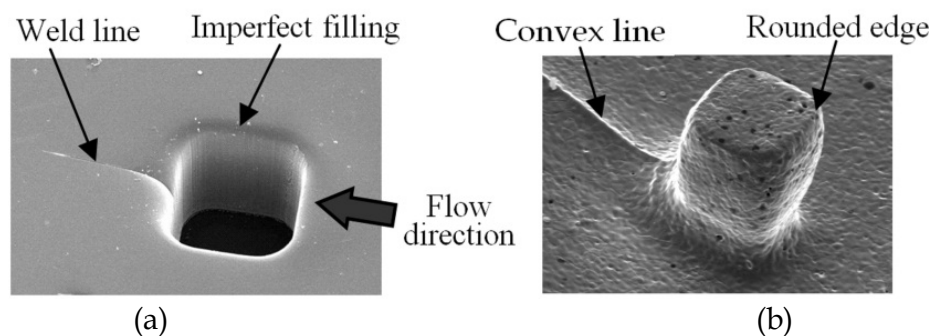 Weld line
Imperfect filling
Flow
direction
(a)
Convex line
Rounded edge
(b)